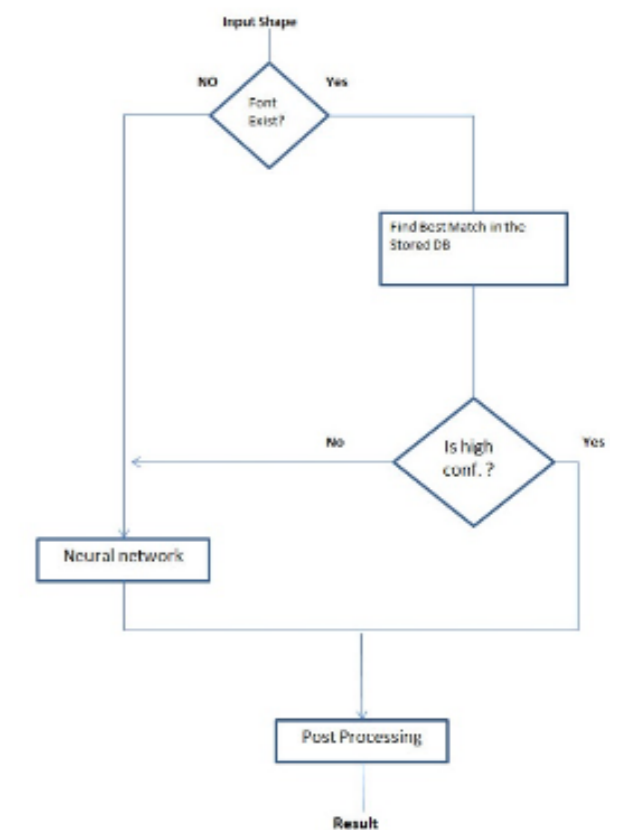 Input Shape
NO
Yes
Font
Exist?
Find Best Match in the
Stored DB
No
Is high
conf. ?
Yes
Neural network
Post Processing
Result